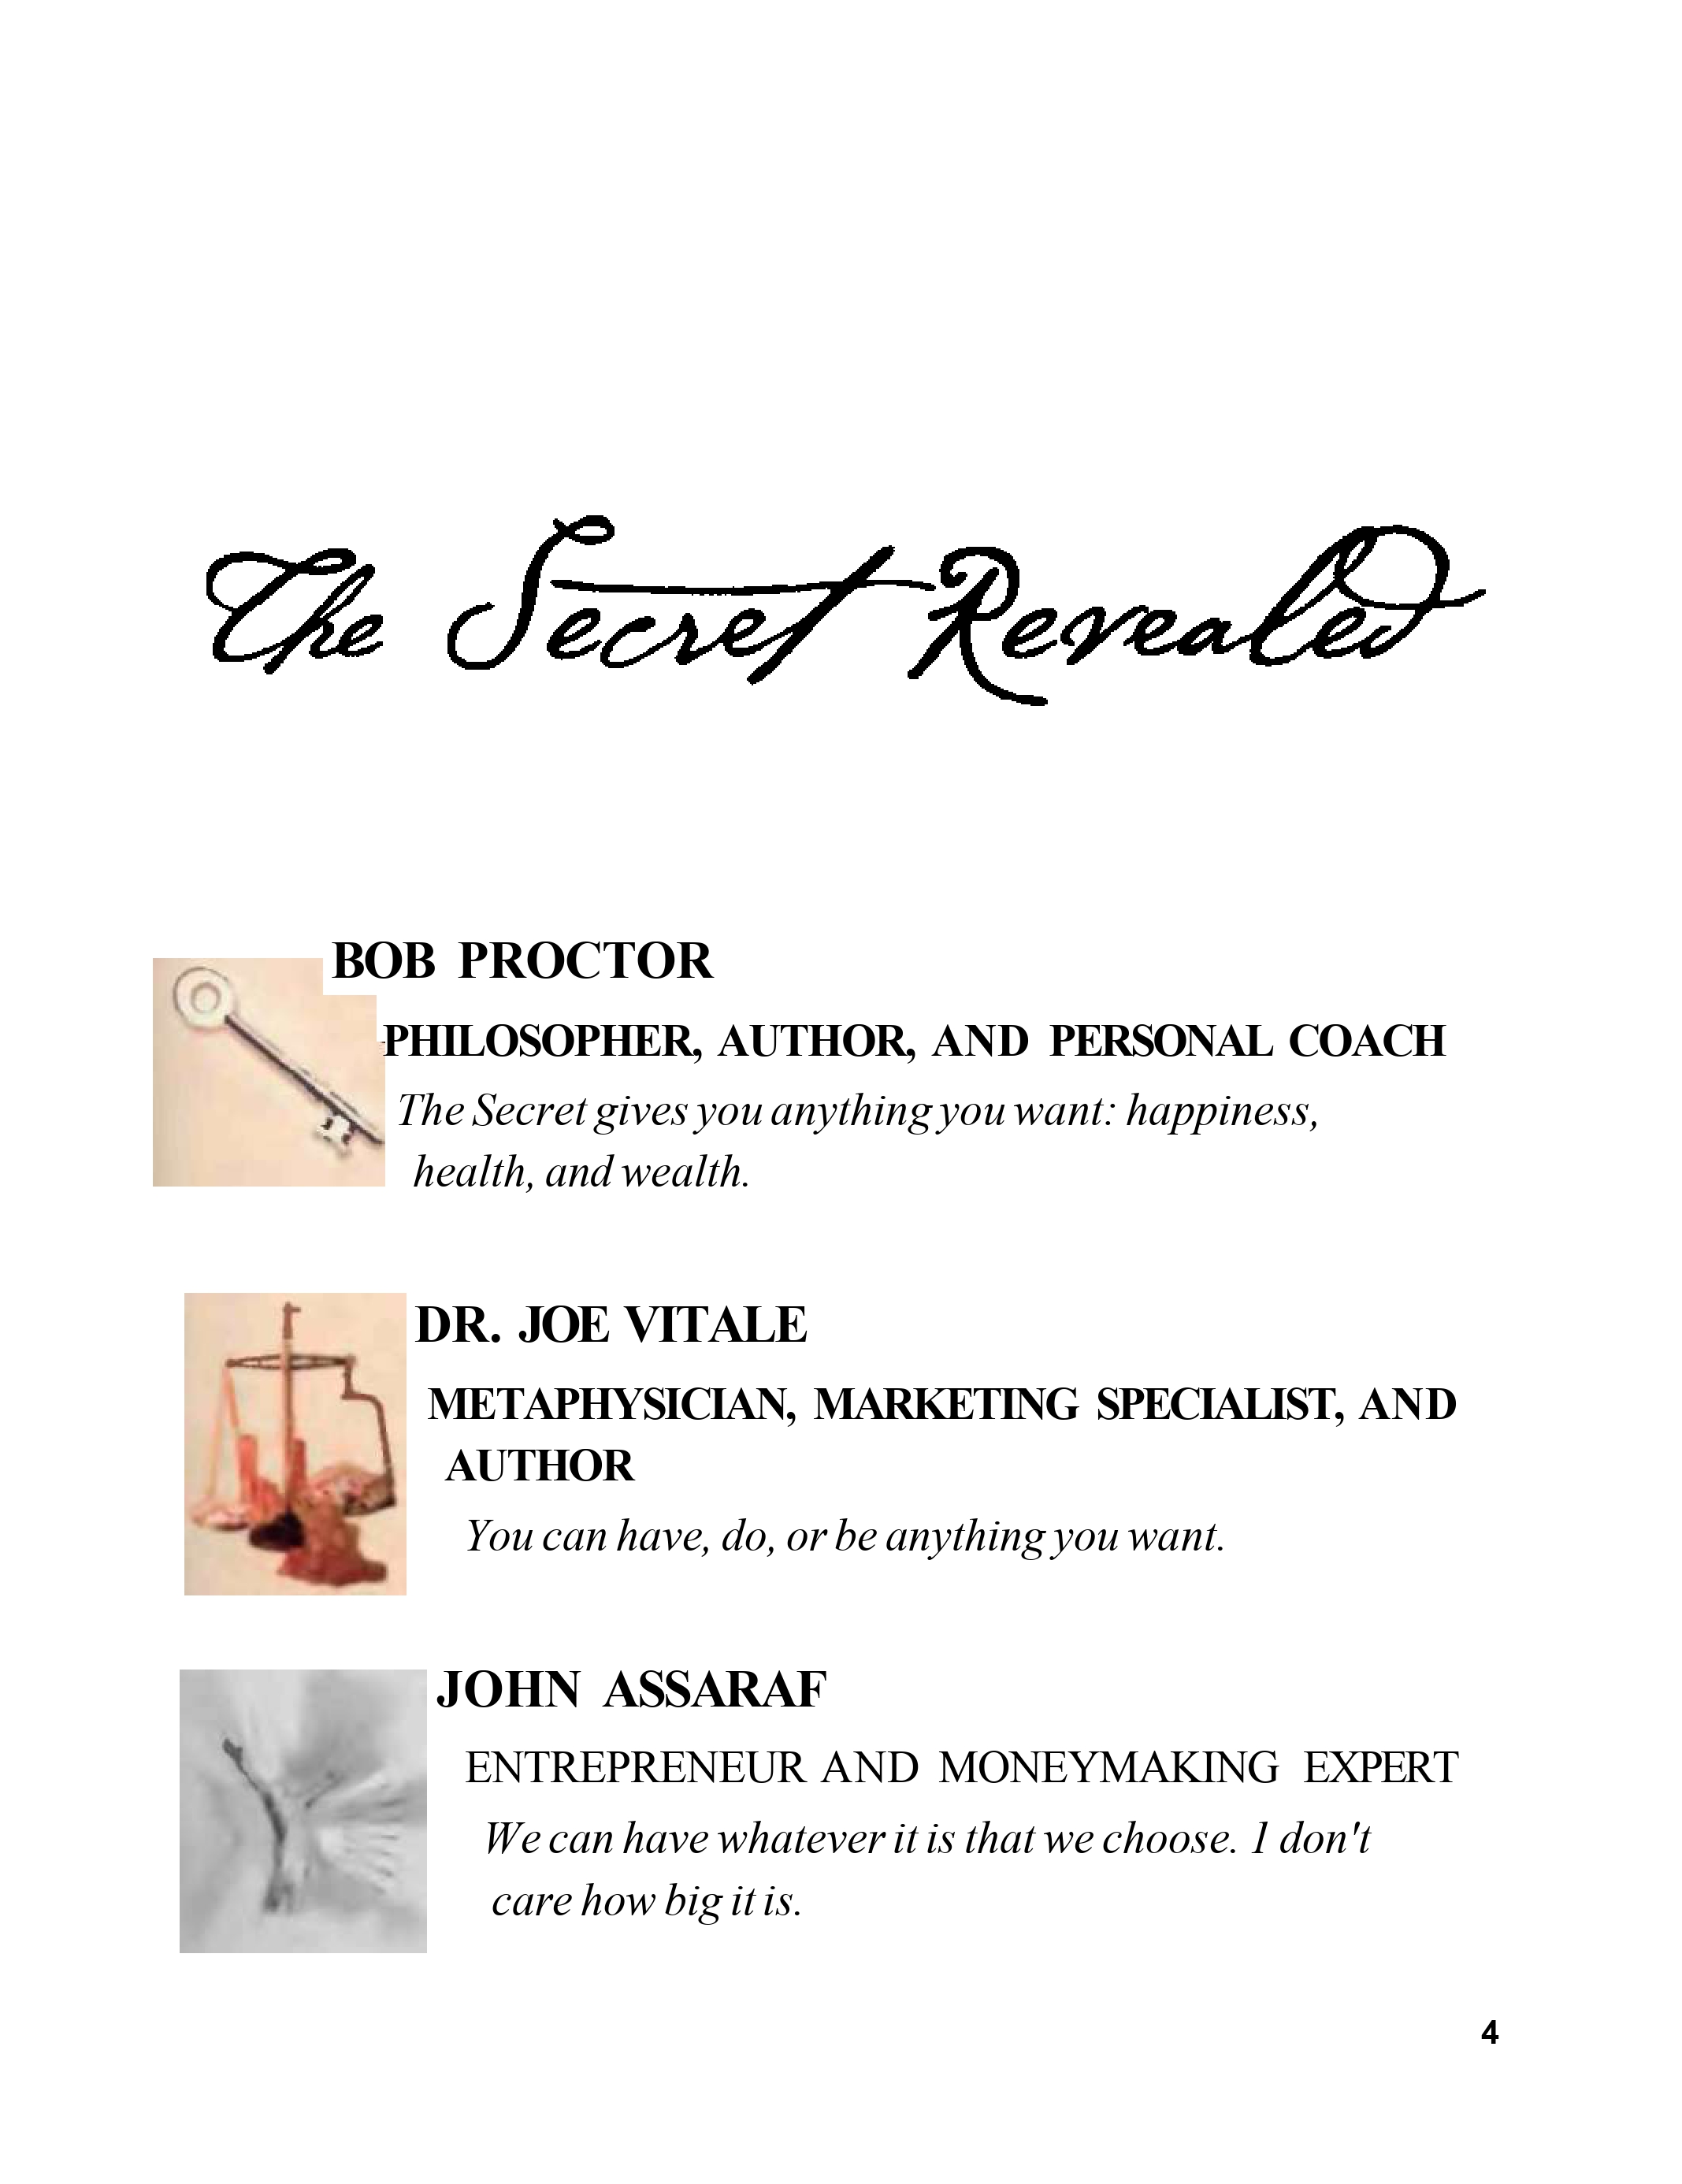 The Secret Revealed
BOB PROCTOR
PHILOSOPHER, AUTHOR, AND PERSONAL COACH
The Secret gives you anything you want: happiness,
health, and wealth.
DR. JOE VITALE
METAPHYSICIAN, MARKETING SPECIALIST, AND
AUTHOR
You can have, do, or be anything you want.
JOHN ASSARAF
ENTREPRENEUR AND MONEYMAKING EXPERT
We can have whatever it is that we choose. 1 don't
care how big it is.
4